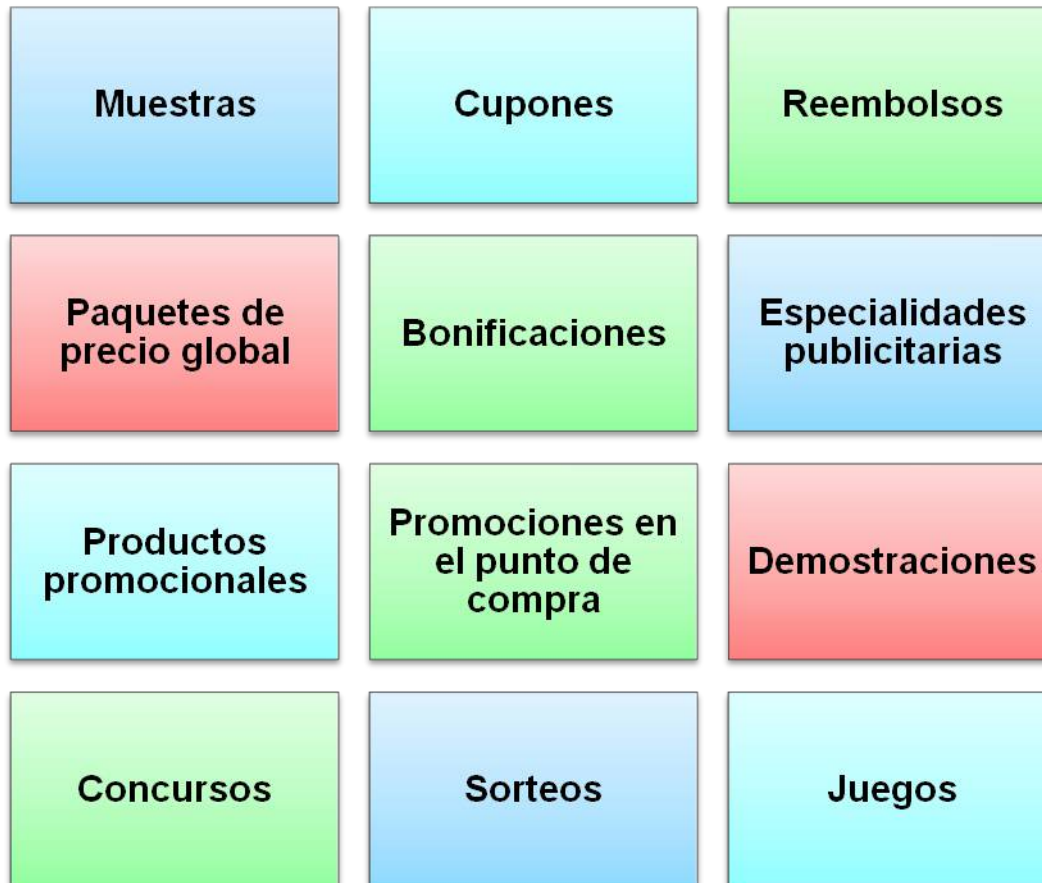 Muestras
Cupones
Reembolsos
Paquetes de
precio global
Bonificaciones
Especialidades
publicitarias
Productos
promocionales
Promociones en
el punto de
compra
Demostraciones
Concursos
Sorteos
Juegos